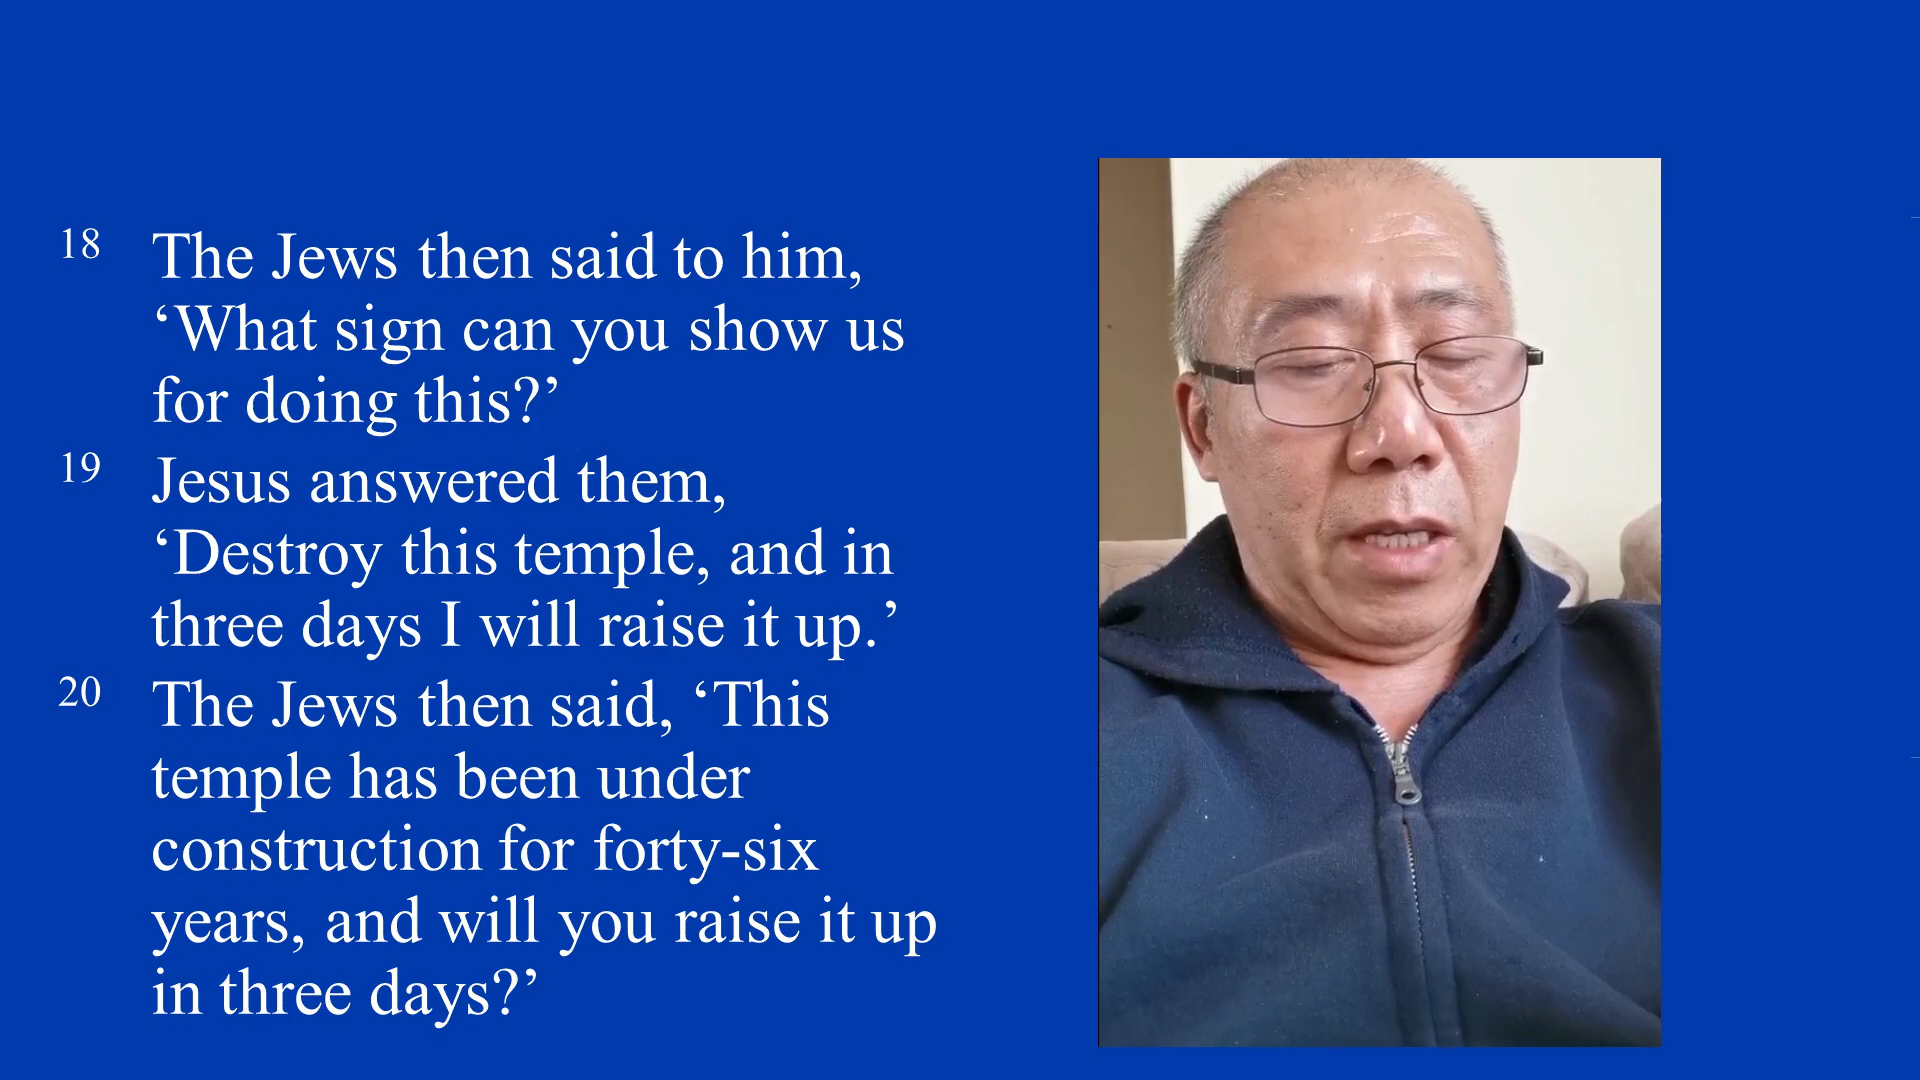 18 The Jews then said to him,
‘What sign can you show us
for doing this?’
19 Jesus answered them,
‘Destroy this temple, and in
three days I will raise it up.’
20 The Jews then said, ‘This
temple has been under
construction for forty-six
years, and will you raise it up
in three days?’